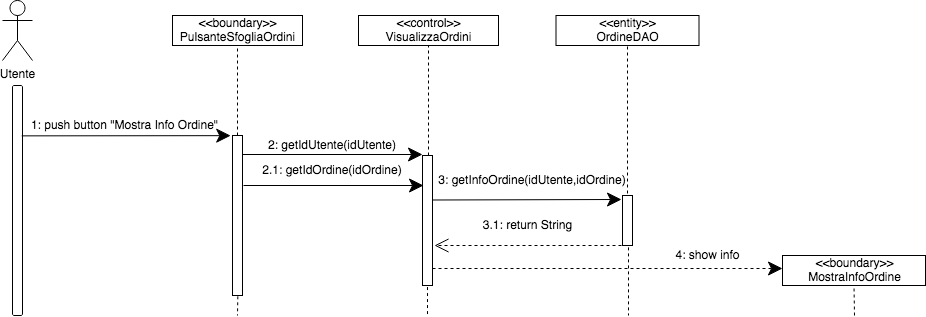 <<boundary>>
PulsanteSfogliaOrdini
<<control>>
VisualizzaOrdini
<<entity>>
OrdineDAO
Utente
1: push button "Mostra Info Ordine"
2: getIdUtente(idUtente)
2.1: getIdOrdine(idOrdine)
3: getInfoOrdine(idUtente,idOrdine)
3.1: return String
4: show info
<<boundary>>
MostraInfoOrdine